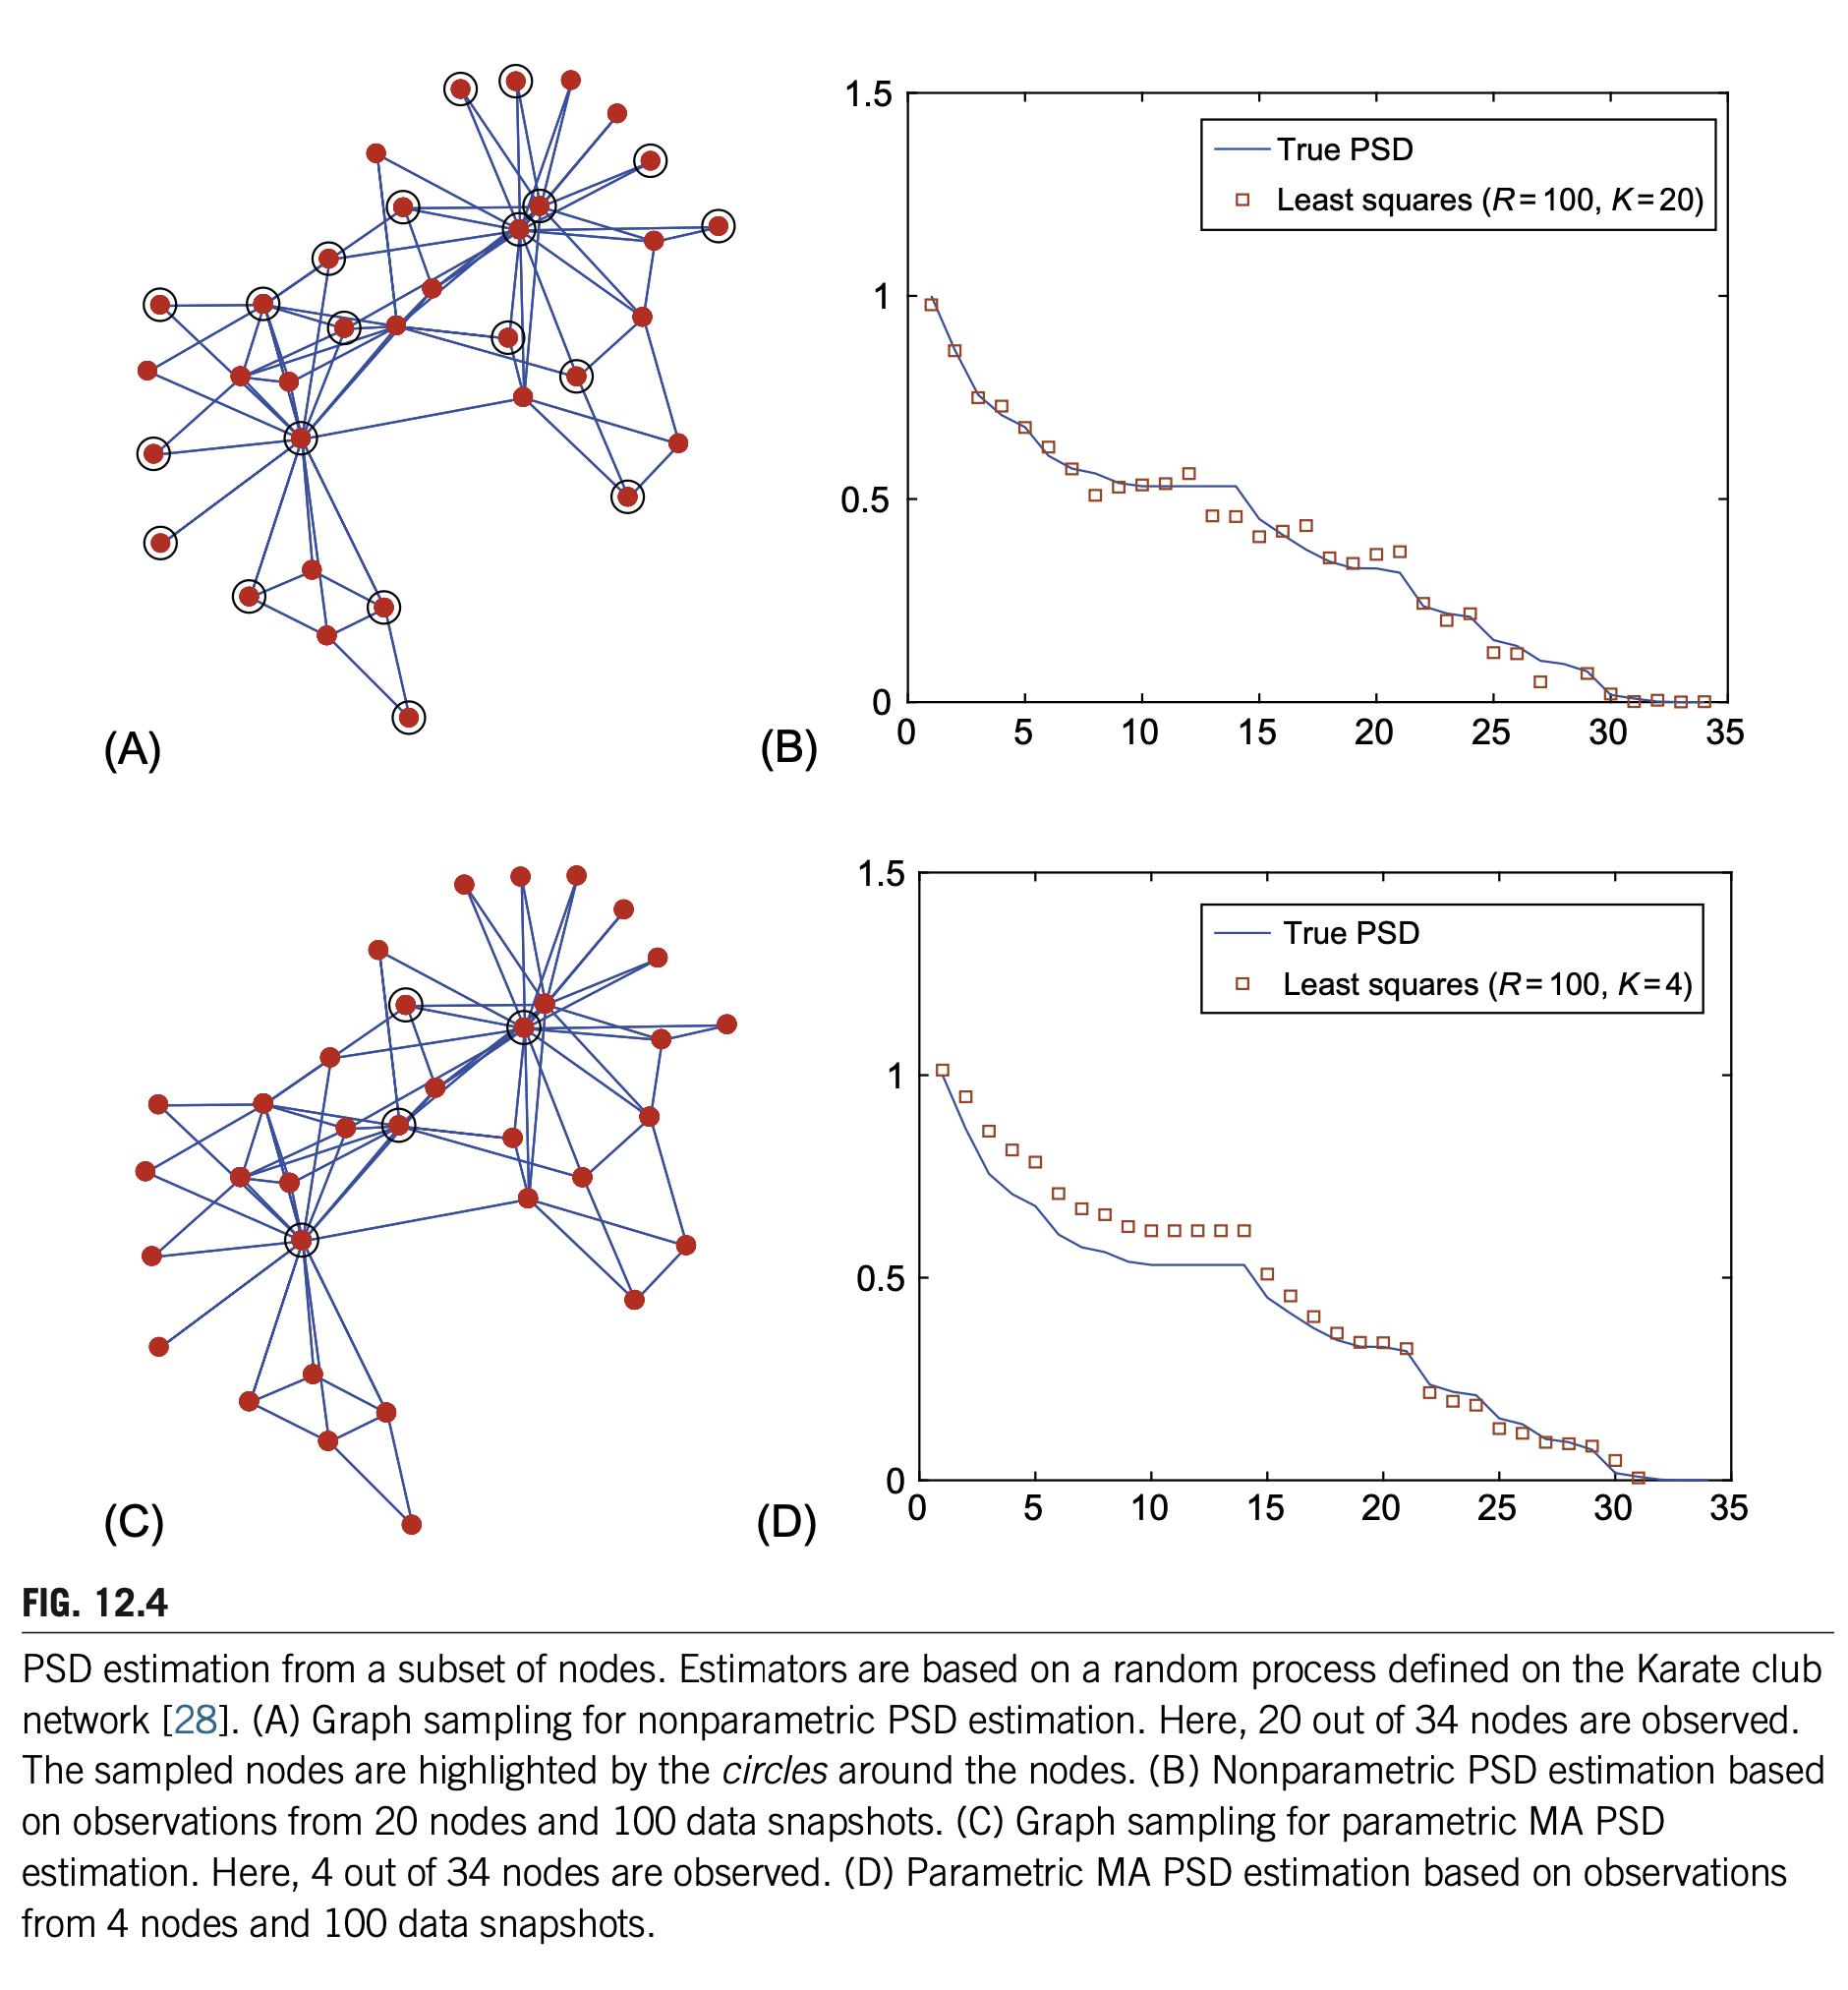 1.5
True PSD
Least squares (R=100, K=20)
1
0.5
0
0 5 10 15 20 25 30 35
(A)
(B)
1.5
True PSD
Least squares (R=100, K=4)
1
0.5
0
0 5 10 15 20 25 30 35
(C)
(D)
FIG. 12.4
PSD estimation from a subset of nodes. Estimators are based on a random process defined on the Karate club
network [28]. (A) Graph sampling for nonparametric PSD estimation. Here, 20 out of 34 nodes are observed.
The sampled nodes are highlighted by the circles around the nodes. (B) Nonparametric PSD estimation based
on observations from 20 nodes and 100 data snapshots. (C) Graph sampling for parametric MA PSD
estimation. Here, 4 out of 34 nodes are observed. (D) Parametric MA PSD estimation based on observations
from 4 nodes and 100 data snapshots.